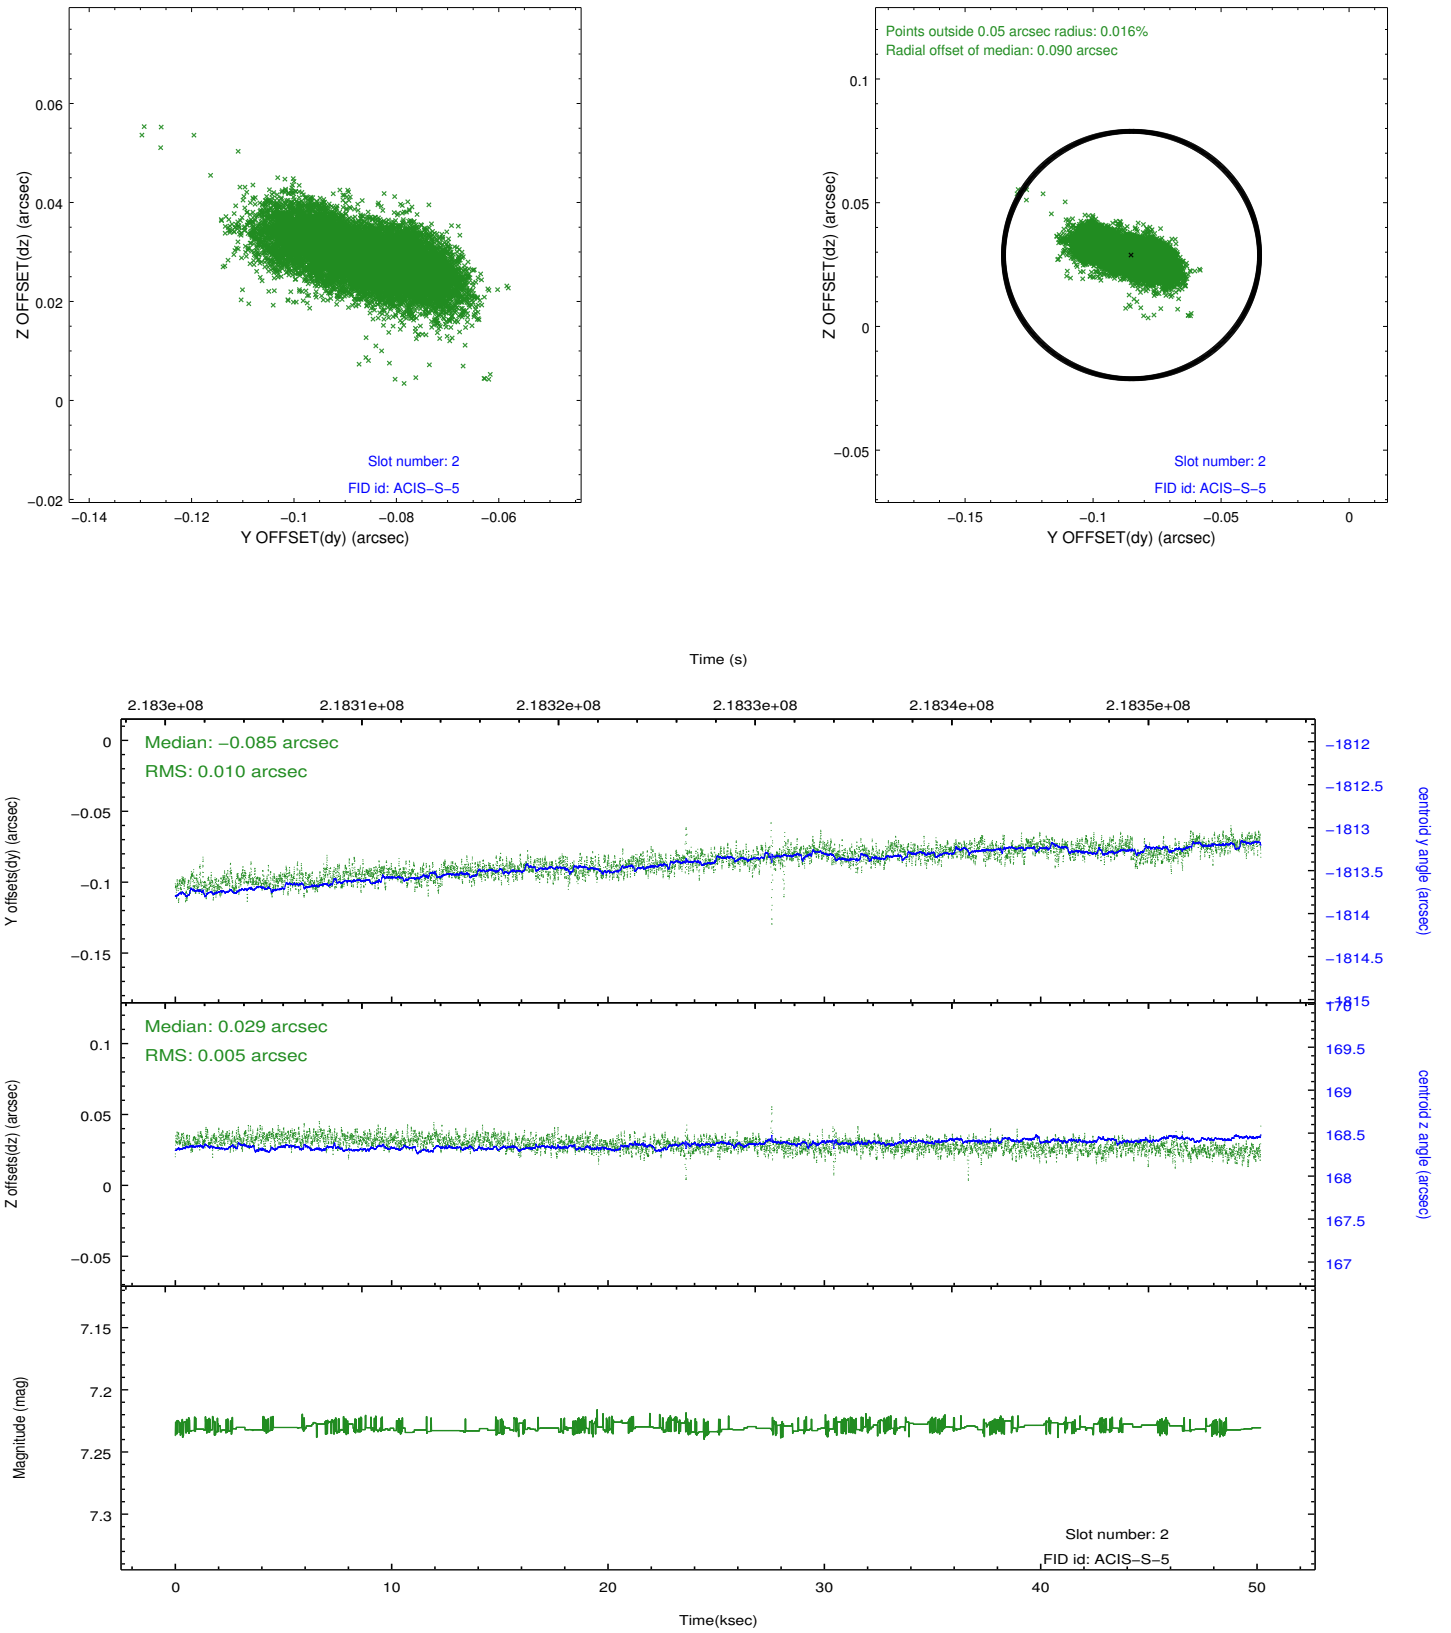 0.06
0.04
0.02
0
−0.02
Z OFFSET(dz) (arcsec)
Slot number: 2
FID id: ACIS−S−5
−0.14 −0.12 −0.1 −0.08 −0.06
Y OFFSET(dy) (arcsec)
Points outside 0.05 arcsec radius: 0.016%
Radial offset of median: 0.090 arcsec
0.1
0.05
0
−0.05
Z OFFSET(dz) (arcsec)
Slot number: 2
FID id: ACIS−S−5
−0.15 −0.1 −0.05 0
Y OFFSET(dy) (arcsec)
Time (s)
2.183e+08 2.1831e+08 2.1832e+08 2.1833e+08 2.1834e+08 2.1835e+08
Median: −0.085 arcsec
RMS: 0.010 arcsec
0
−0.05
−0.1
−0.15
Y offsets(dy) (arcsec)
−1812
−1812.5
−1813
−1813.5
−1814
−1814.5
−1815
centroid y angle (arcsec)
Median: 0.029 arcsec
RMS: 0.005 arcsec
0.1
0.05
0
−0.05
Z offsets(dz) (arcsec)
170
169.5
169
168.5
168
167.5
167
centroid z angle (arcsec)
7.15
7.2
7.25
7.3
Magnitude (mag)
Slot number: 2
FID id: ACIS−S−5
0 10 20 30 40 50
Time(ksec)